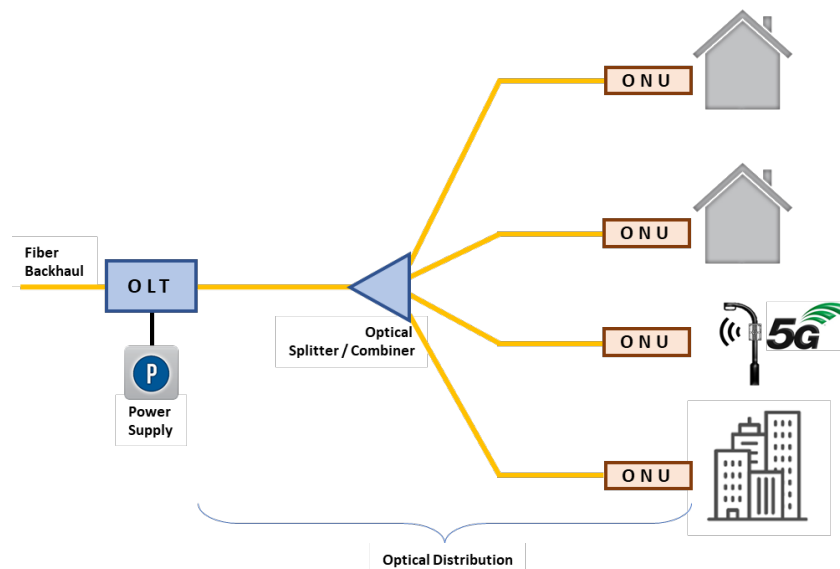 O N U
O N U
Fiber
Backhaul
O L T
Optical
Splitter / Combiner
5G
O N U
P
Power
Supply
O N U
Optical Distribution